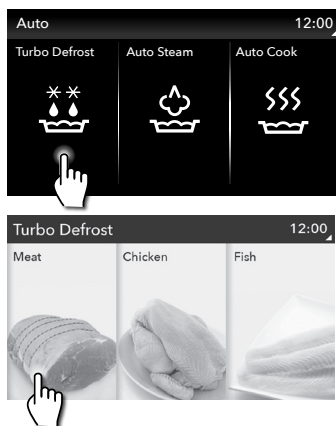 Auto 12:00
Turbo Defrost Auto Steam Auto Cook
Turbo Defrost 12:00
Meat Chicken Fish